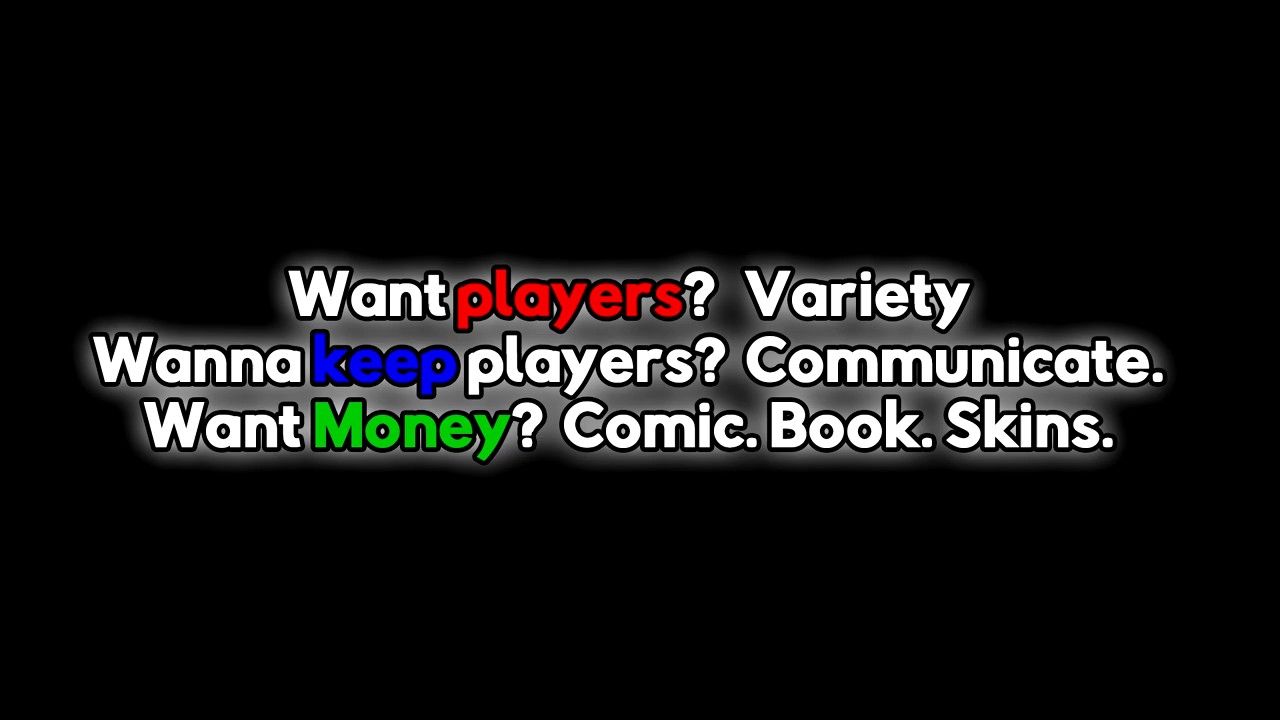 Want players? Variety
Wanna keep players? Communicate.
Want Money? Comic. Book. Skins.